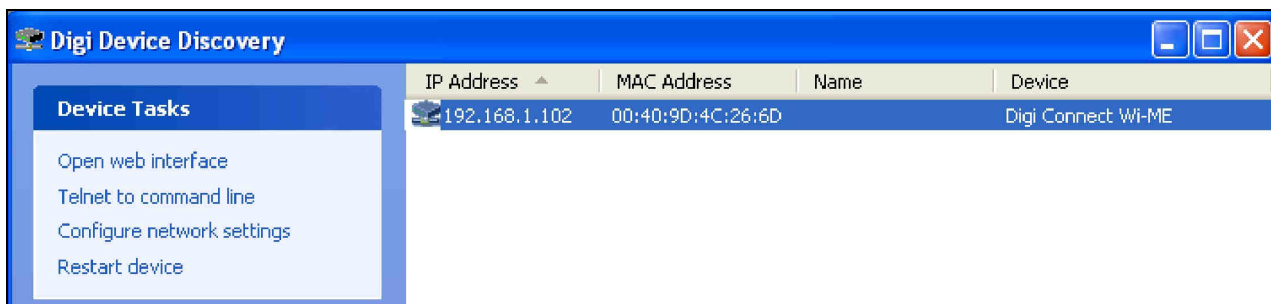 Digi Device Discovery
IP Address MAC Address Name Device
Device Tasks
192.168.1.102 00:40:9D:4C:26:6D Digi Connect Wi-ME
Open web interface
Telnet to command line
Configure network settings
Restart device